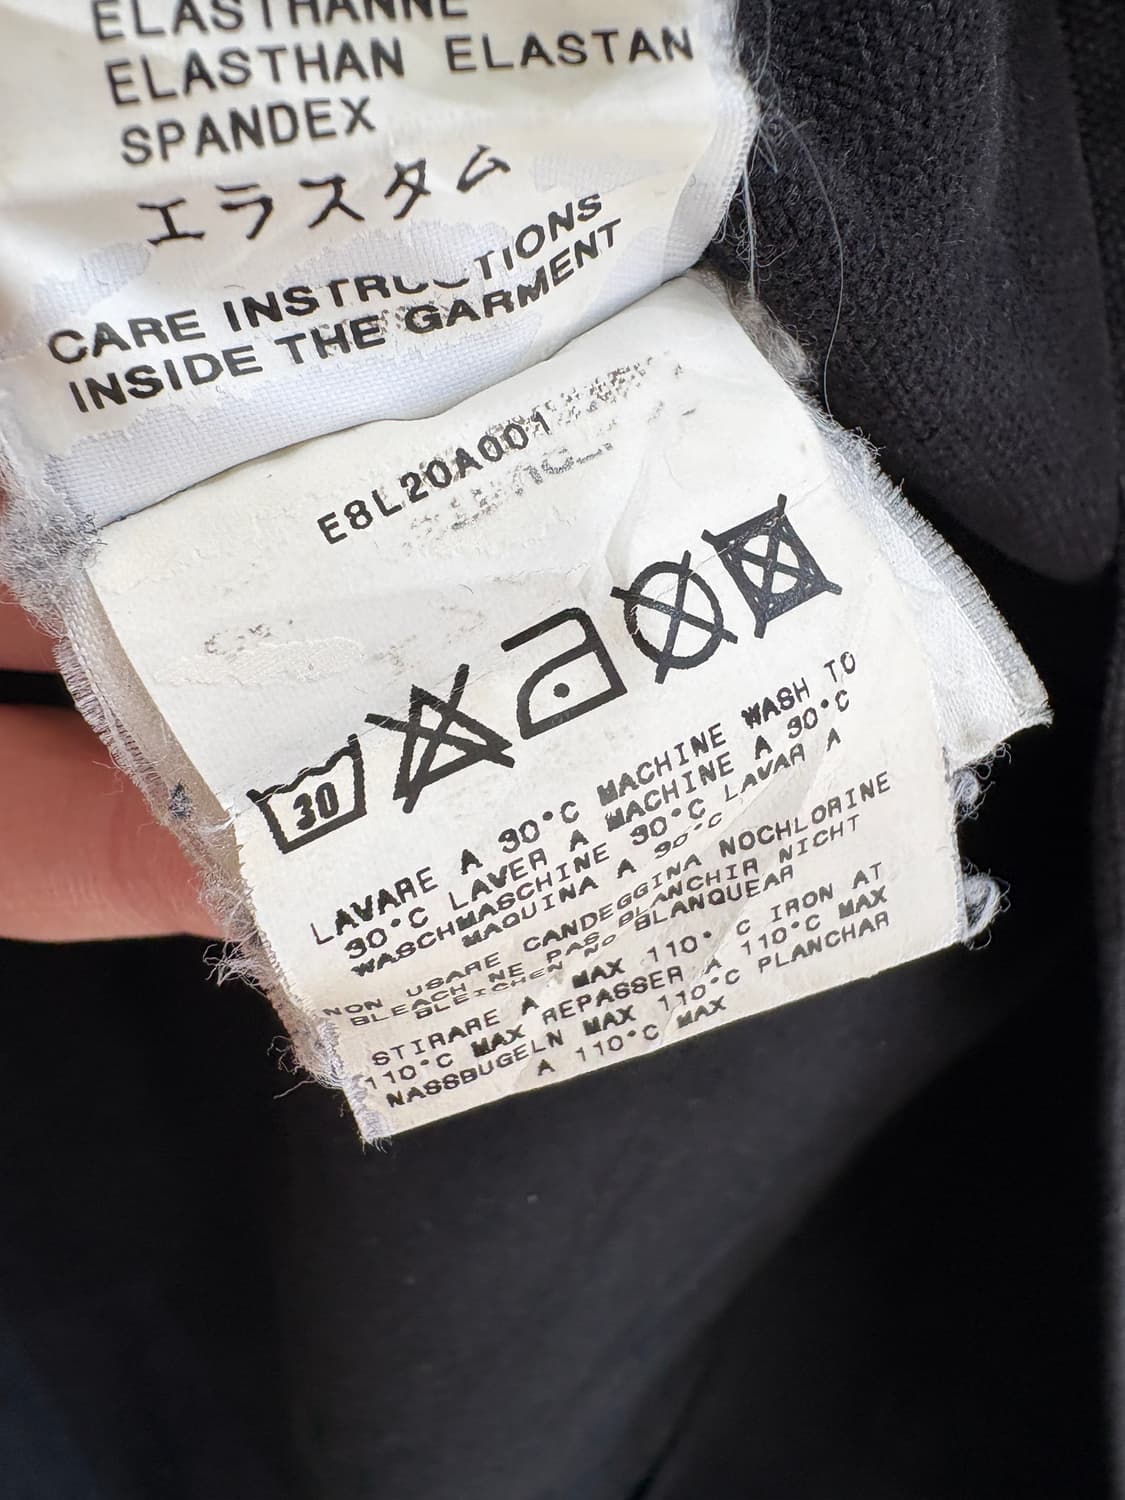 ELASTHANNE
ELASTHAN ELASTAN
SPANDEX
エラスタム
CARE INSTRUCTIONS
INSIDE THE GARMENT
E8L20A001
30
LAVARE A 30°C MACHINE WASH TO
30°C LAVER A MACHINE A 30°C
WASCHMASCHINE 30°C LAVAR A
MAQUINA A 30°C
NON USARE CANDEGGINA NOCHLORINE
BLEACH NE PAS BLANCHIR NICHT
BLEICHEN NO BLANQUEAR
STIRARE A MAX 110° C IRON AT
110°C MAX REPASSER A 110°C MAX
NASSBUGELN MAX 110°C PLANCHAR
A 110°C MAX